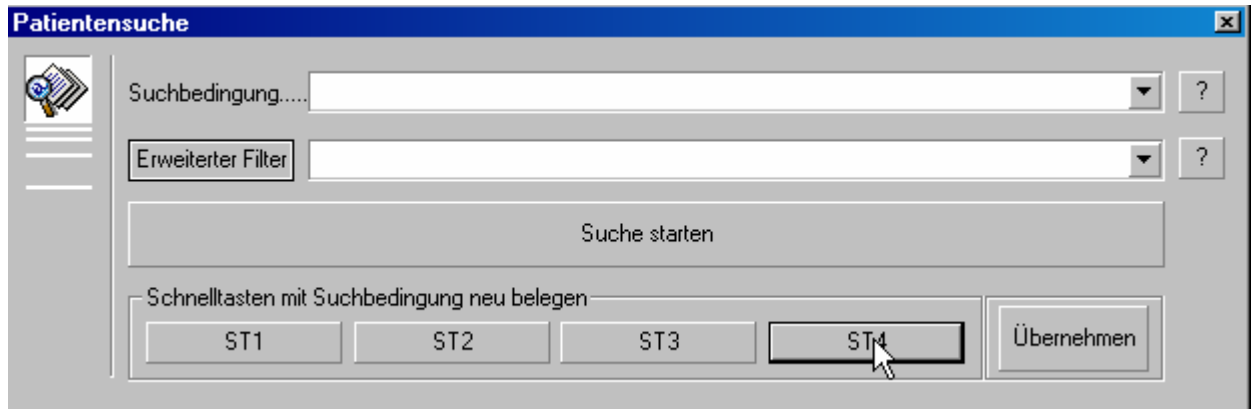 Patientensuche
Suchbedingung.....
?
Erweiterter Filter
?
Suche starten
Schnelltasten mit Suchbedingung neu belegen
ST1 ST2 ST3 ST4 Übernehmen